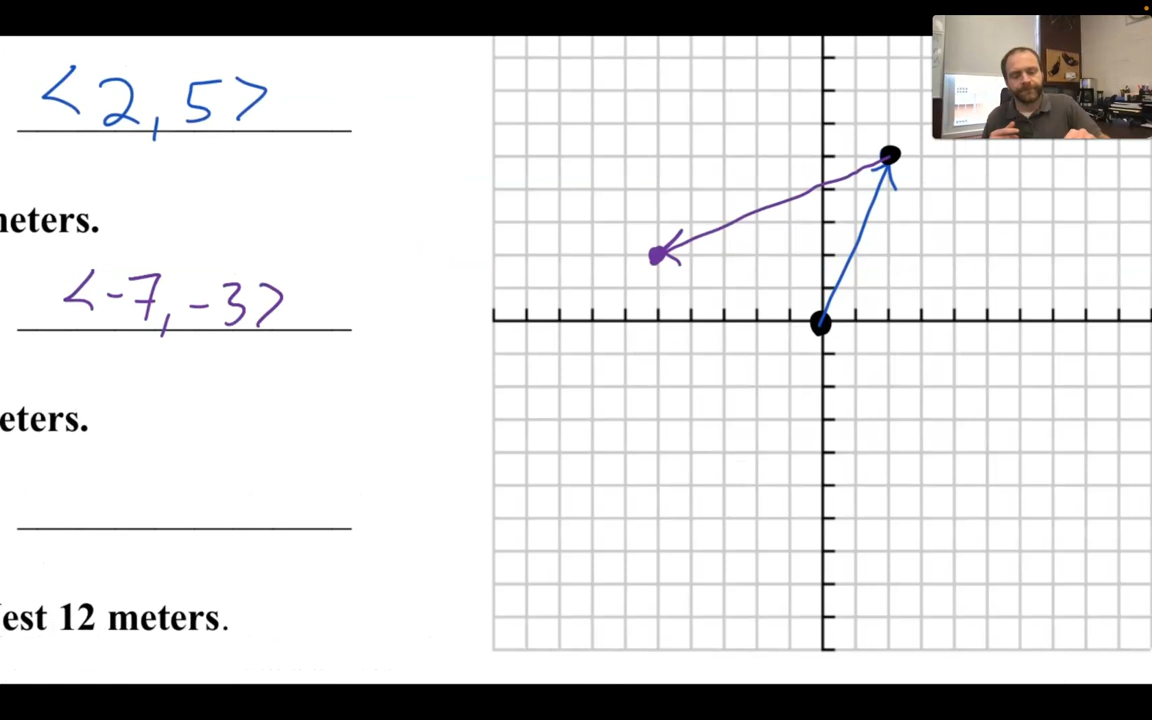 <2, 5>
meters.
<-7, -3>
eters.
est 12 meters.